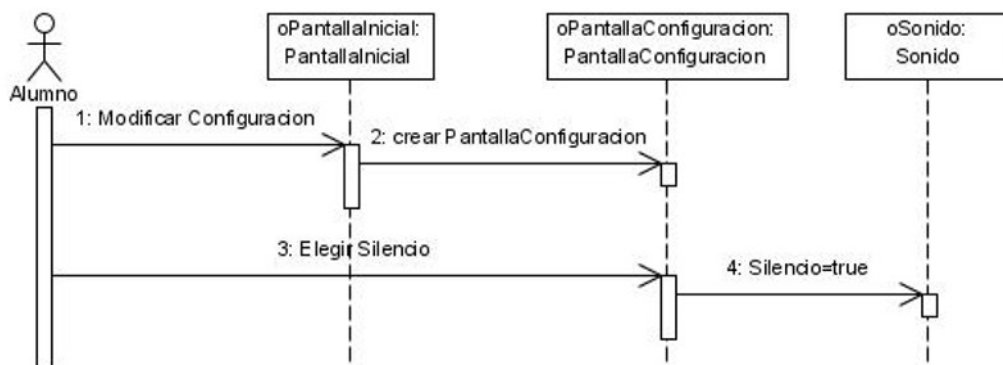 oPantallaInicial:
PantallaInicial
oPantallaConfiguracion:
PantallaConfiguracion
oSonido:
Sonido
Alumno
1: Modificar Configuracion
2: crear PantallaConfiguracion
3: Elegir Silencio
4: Silencio=true